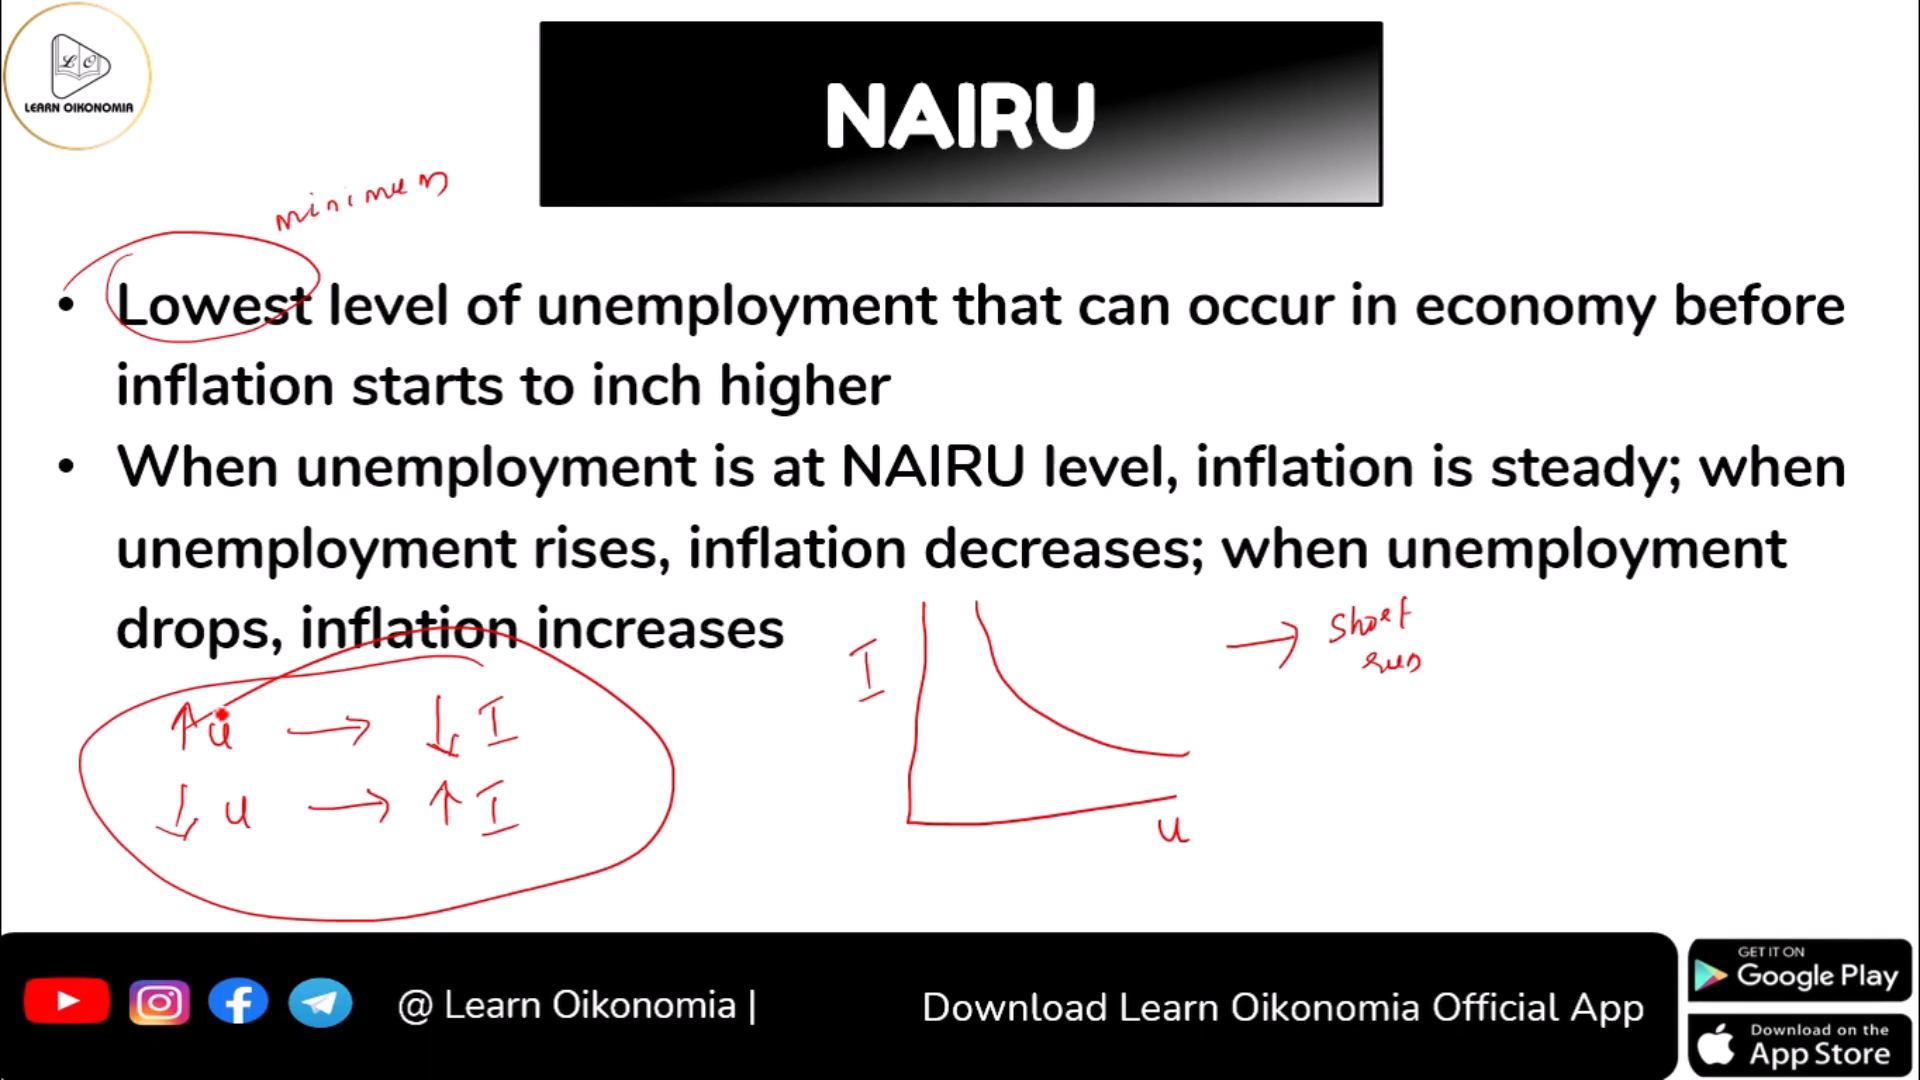 LO
LEARN OIKONOMIA
NAIRU
minimum
• Lowest level of unemployment that can occur in economy before
inflation starts to inch higher
• When unemployment is at NAIRU level, inflation is steady; when
unemployment rises, inflation decreases; when unemployment
drops, inflation increases
↑ u → ↓ I
↓ u → ↑ I
I
u
→ Short
run
@ Learn Oikonomia |
Download Learn Oikonomia Official App
GET IT ON
Google Play
Download on the
App Store